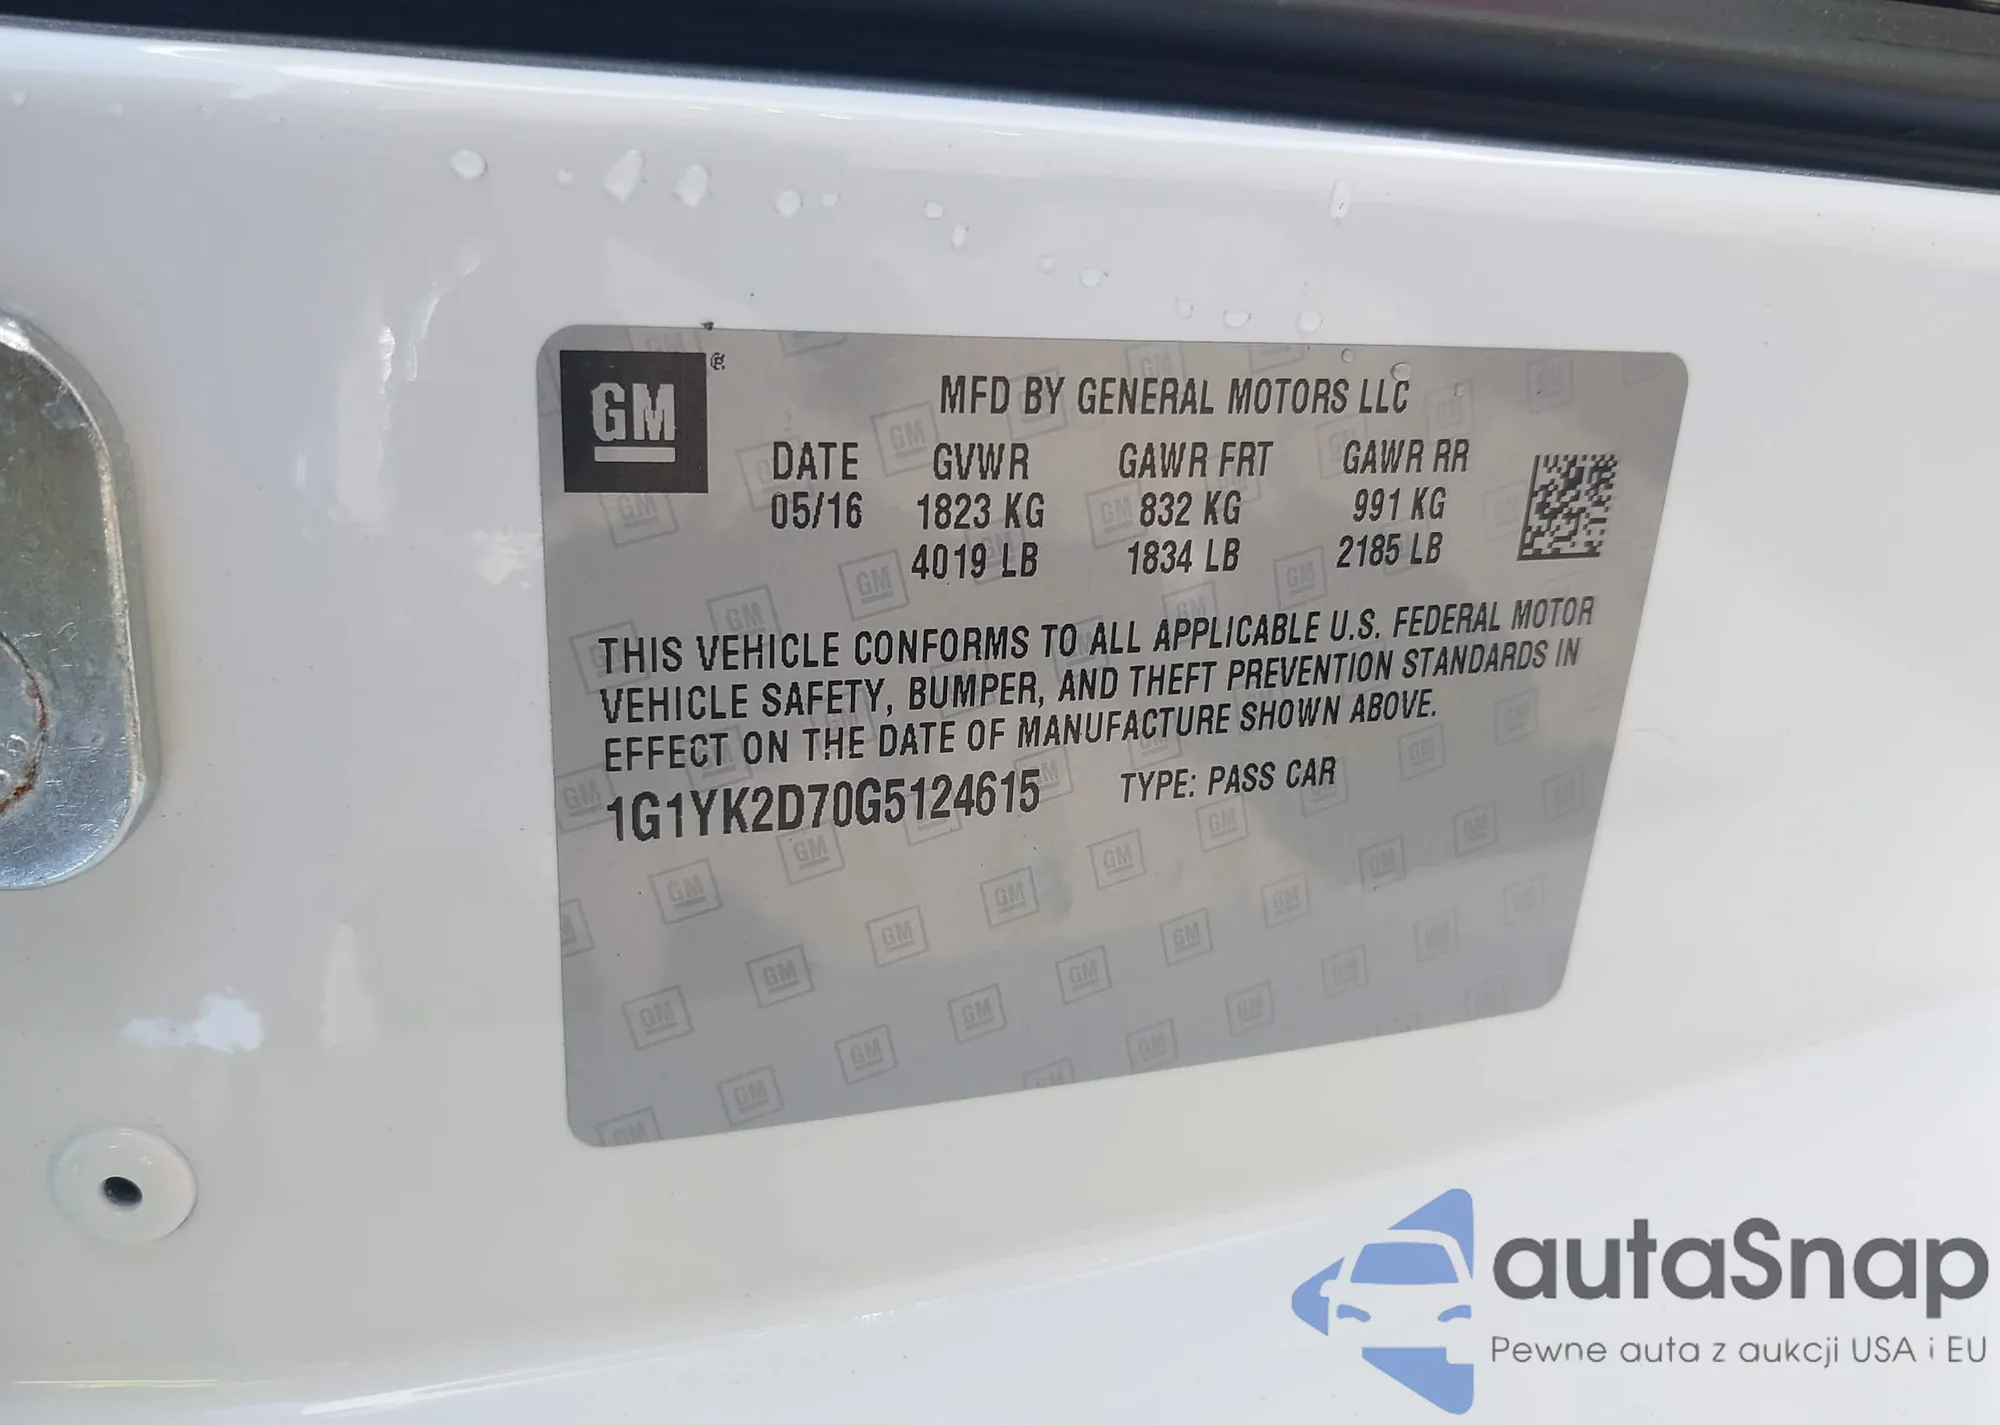 GM ®
MFD BY GENERAL MOTORS LLC
DATE GVWR GAWR FRT GAWR RR
05/16 1823 KG 832 KG 991 KG
4019 LB 1834 LB 2185 LB
THIS VEHICLE CONFORMS TO ALL APPLICABLE U.S. FEDERAL MOTOR
VEHICLE SAFETY, BUMPER, AND THEFT PREVENTION STANDARDS IN
EFFECT ON THE DATE OF MANUFACTURE SHOWN ABOVE.
1G1YK2D70G5124615 TYPE: PASS CAR
autaSnap
Pewne auta z aukcji USA i EU